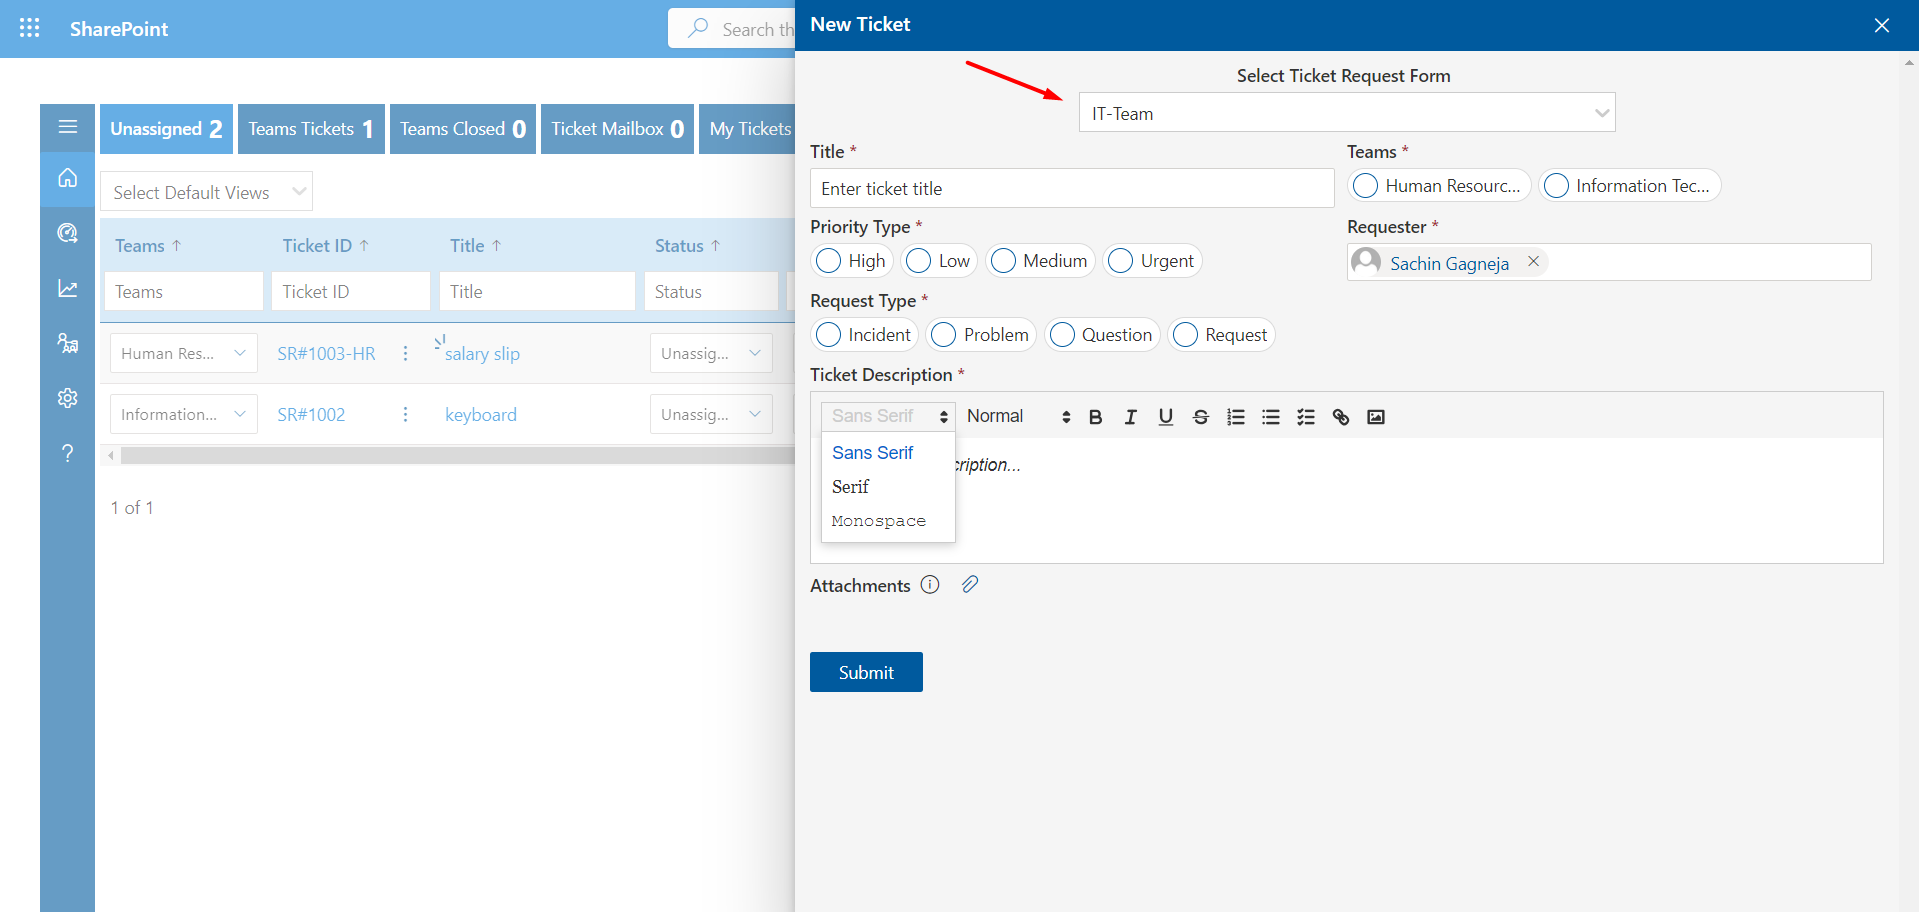 SharePoint
Search th
Unassigned 2
Teams Tickets 1
Teams Closed 0
Ticket Mailbox 0
My Tickets
Select Default Views
Teams ↑ Ticket ID ↑ Title ↑ Status ↑
Teams Ticket ID Title Status
Human Res... SR#1003-HR salary slip Unassig...
Information... SR#1002 keyboard Unassig...
1 of 1
New Ticket
Select Ticket Request Form
IT-Team
Title *
Enter ticket title
Teams *
Human Resourc... Information Tec...
Priority Type *
High Low Medium Urgent
Requester *
Sachin Gagneja
Request Type *
Incident Problem Question Request
Ticket Description *
Sans Serif Normal B I U S
Sans Serif
Serif
Monospace
cription...
Attachments
Submit